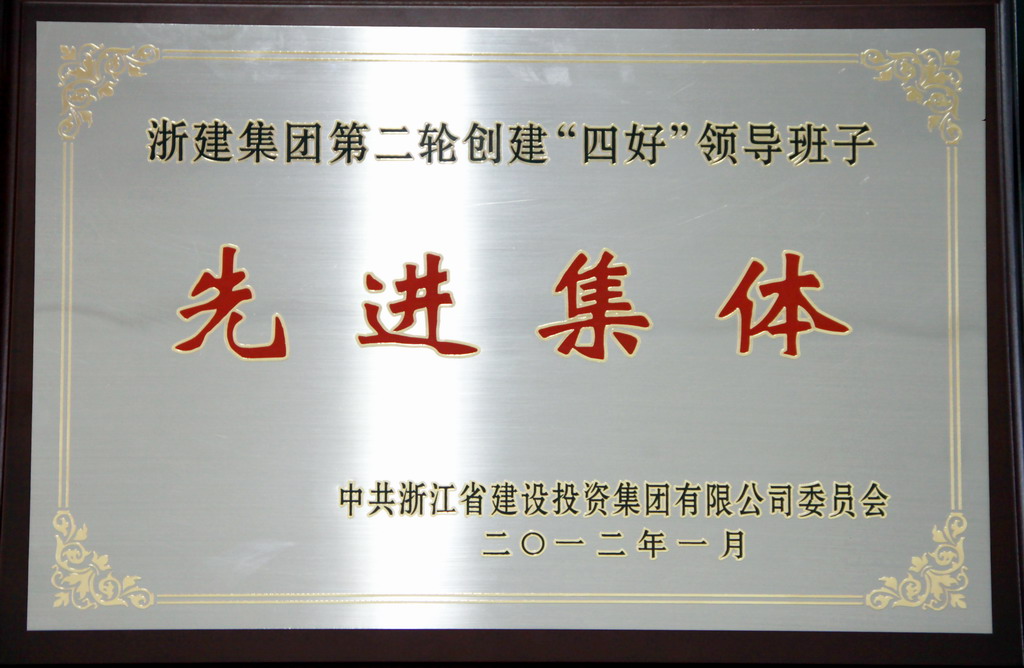 浙建集团第二轮创建“四好”领导班子
先进集体
中共浙江省建设投资集团有限公司委员会
二〇一二年一月